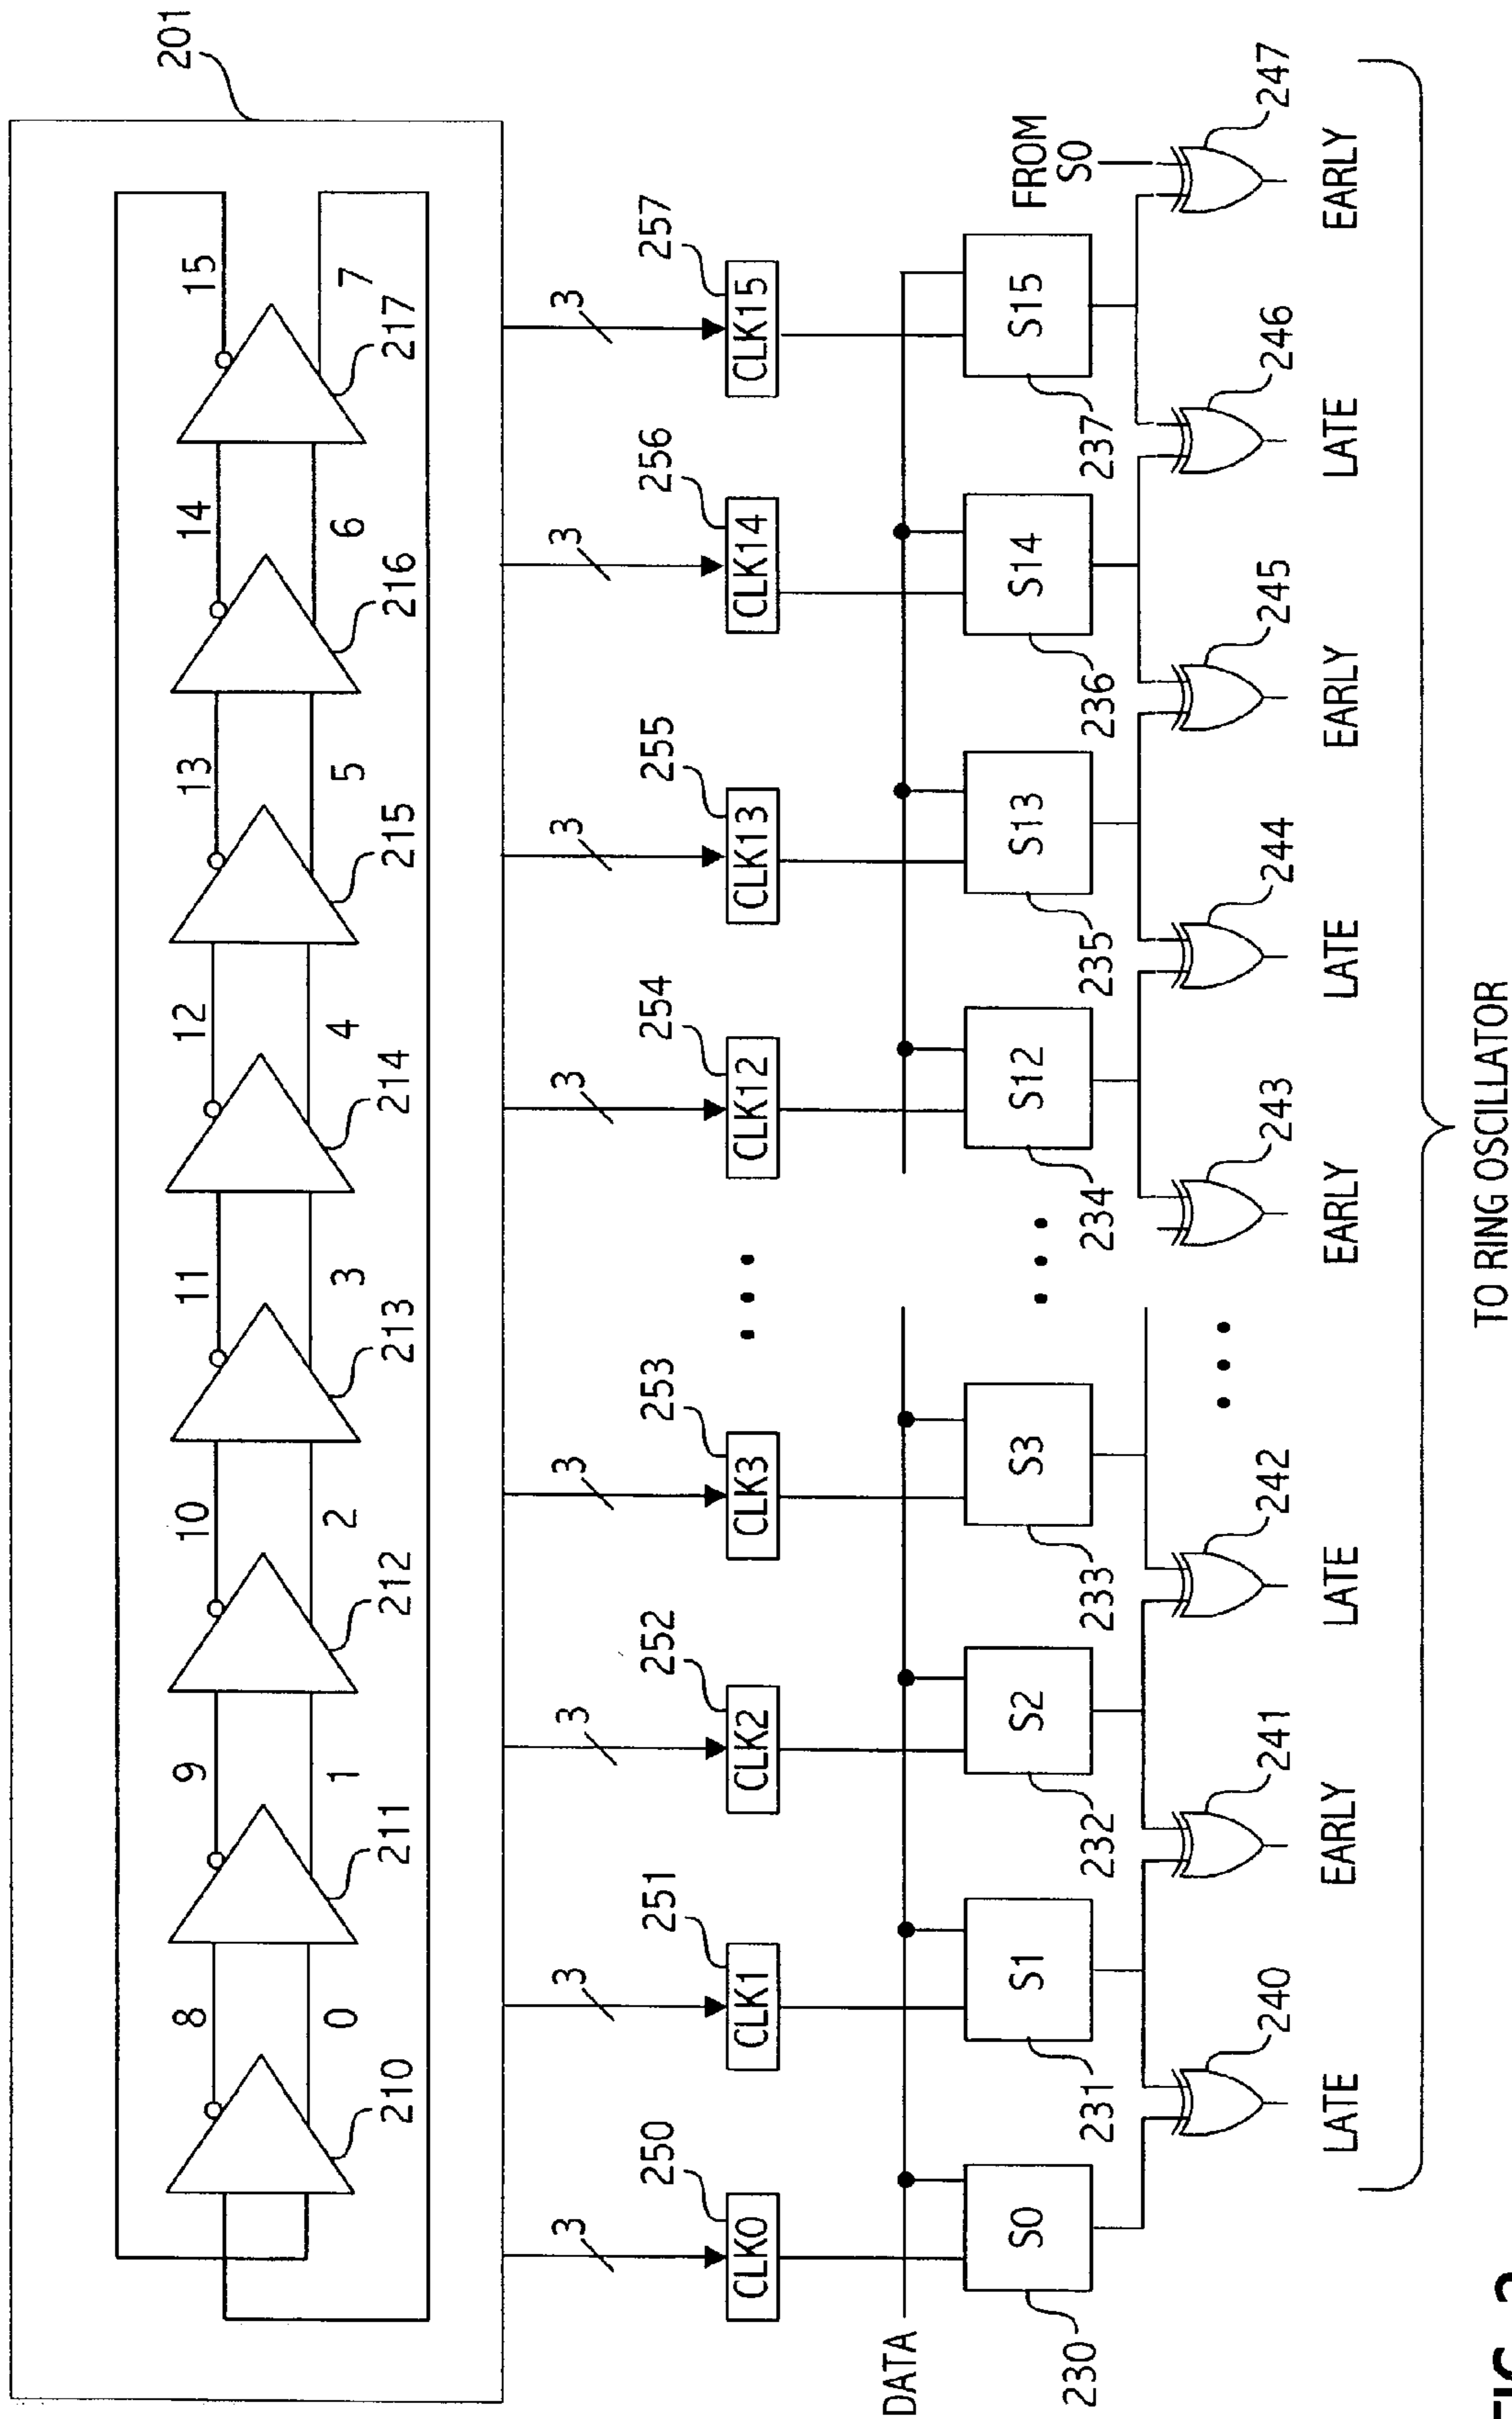 201
8 9 10 11 12 13 14 15
0 1 2 3 4 5 6 7
210 211 212 213 214 215 216 217
3 3 3 3 3 3 3 3
250 251 252 253 254 255 256 257
CLK0 CLK1 CLK2 CLK3 ... CLK12 CLK13 CLK14 CLK15
DATA
FROM
S0
S0 S1 S2 S3 ... S12 S13 S14 S15
230 231 232 233 234 235 236 237
240 241 242 ... 243 244 245 246 247
LATE EARLY LATE EARLY LATE EARLY LATE EARLY
TO RING OSCILLATOR